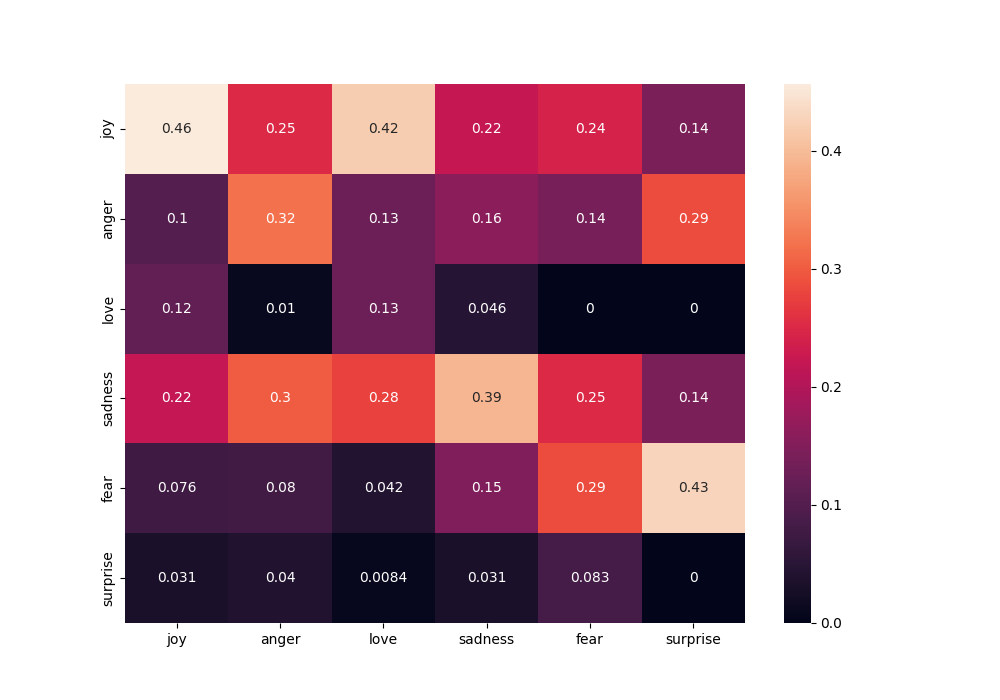 joy 0.46 0.25 0.42 0.22 0.24 0.14
anger 0.1 0.32 0.13 0.16 0.14 0.29
love 0.12 0.01 0.13 0.046 0 0
sadness 0.22 0.3 0.28 0.39 0.25 0.14
fear 0.076 0.08 0.042 0.15 0.29 0.43
surprise 0.031 0.04 0.0084 0.031 0.083 0
joy anger love sadness fear surprise
0.4
0.3
0.2
0.1
0.0